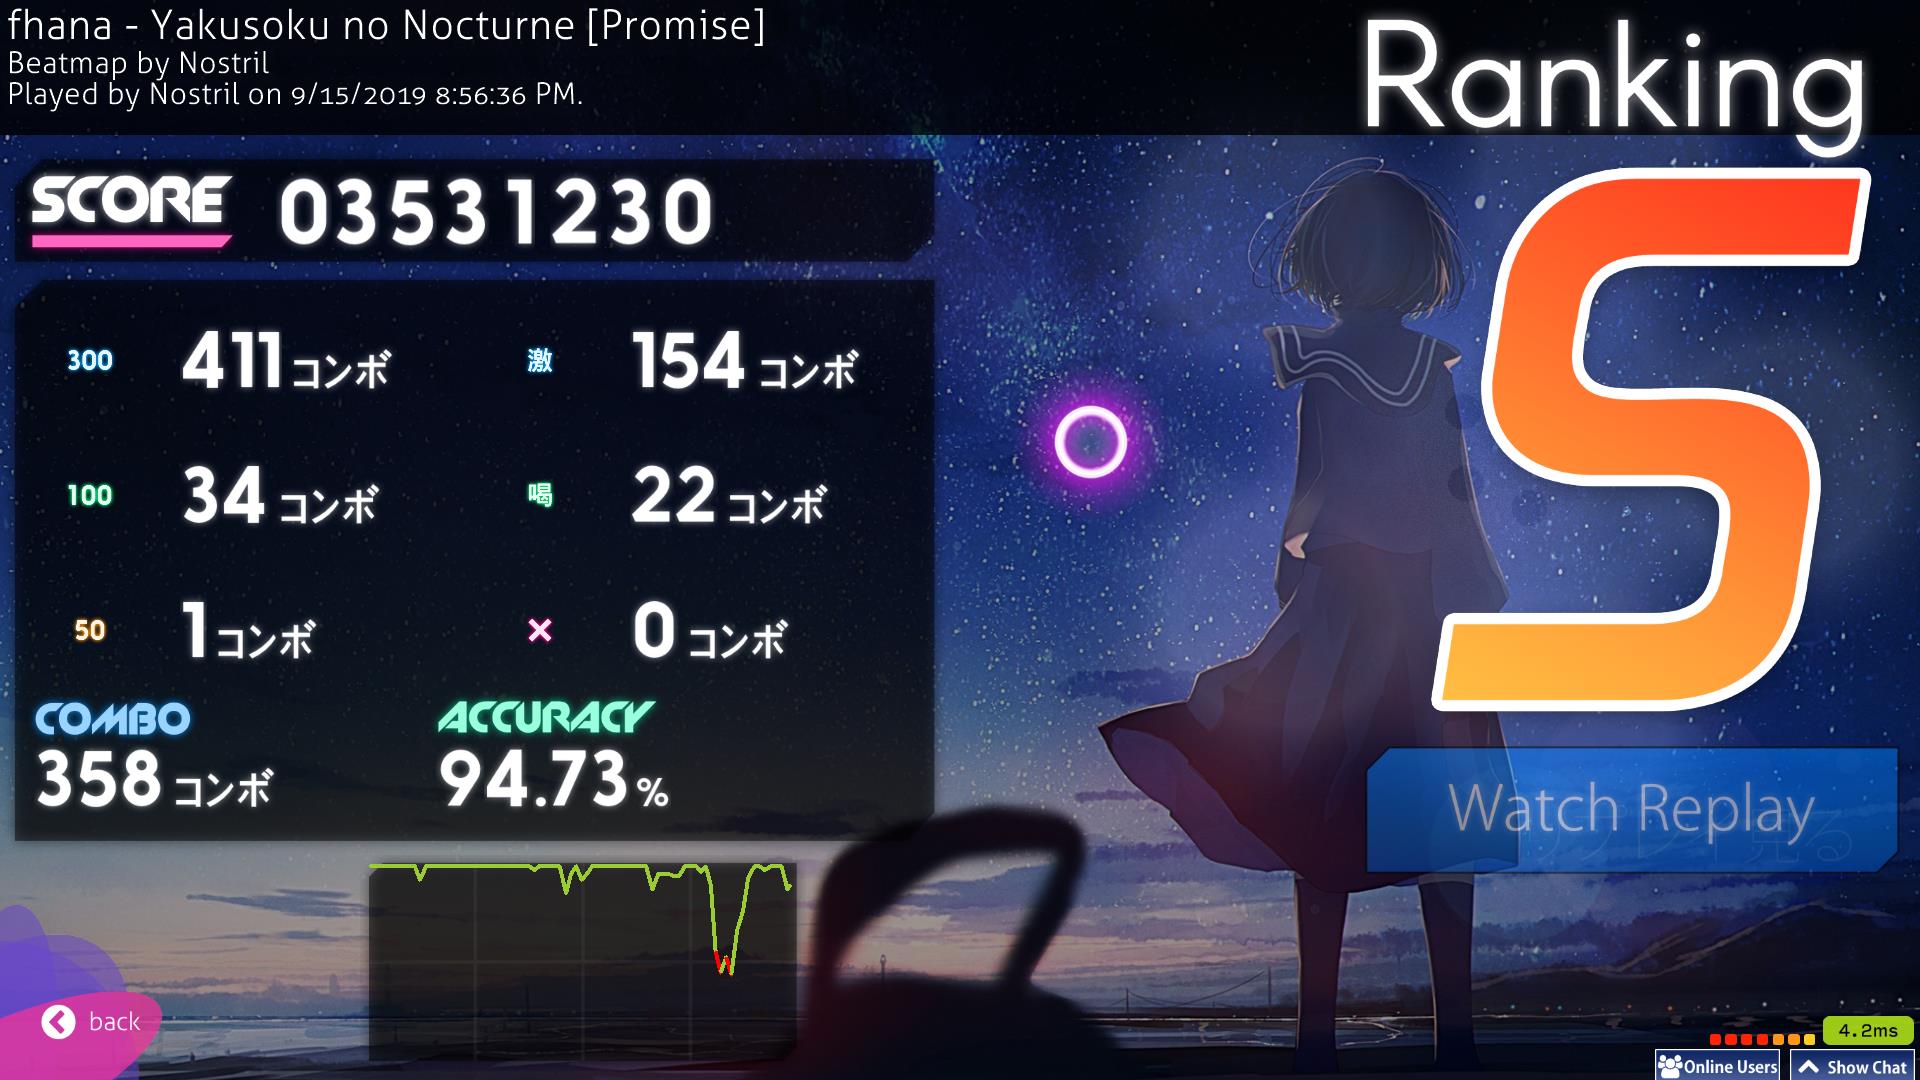 fhana - Yakusoku no Nocturne [Promise]
Beatmap by Nostril
Played by Nostril on 9/15/2019 8:56:36 PM.
Ranking
SCORE 03531230
300 411コンボ 激 154コンボ
100 34コンボ 喝 22コンボ
50 1コンボ × 0コンボ
COMBO ACCURACY
358コンボ 94.73%
S
Watch Replay
back
4.2ms
Online Users Show Chat